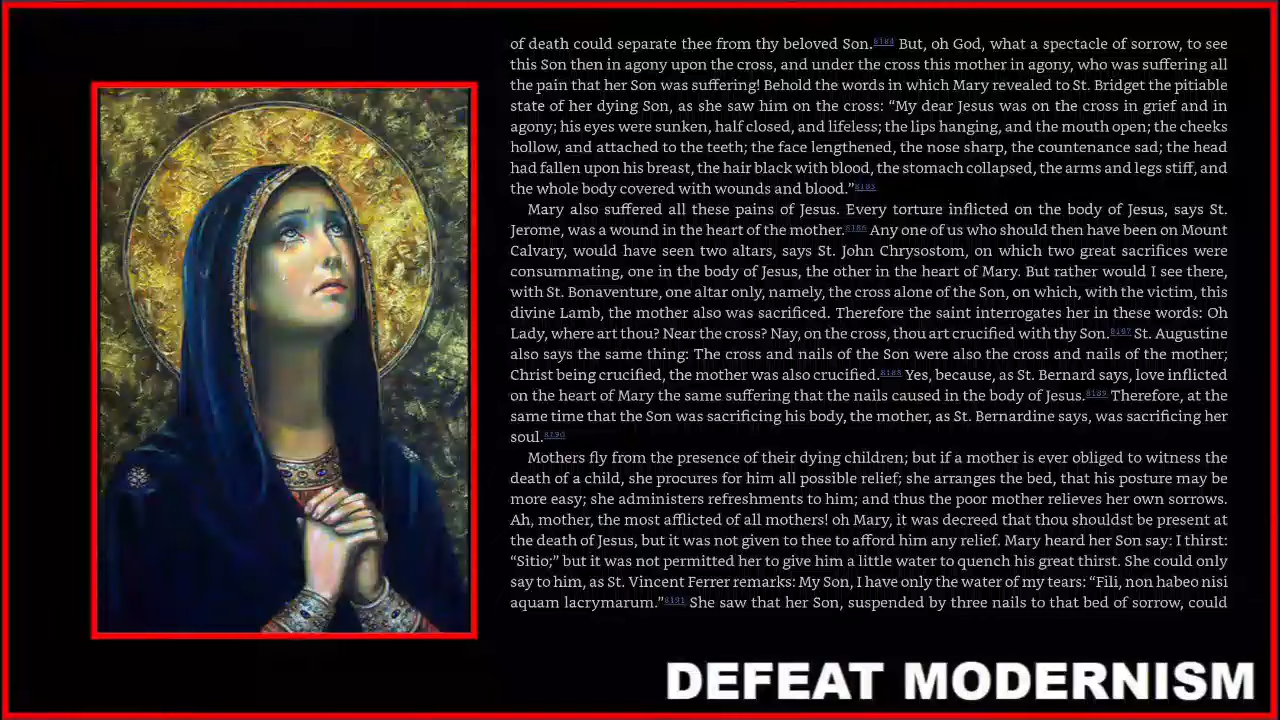 of death could separate thee from thy beloved Son.8184 But, oh God, what a spectacle of sorrow, to see
this Son then in agony upon the cross, and under the cross this mother in agony, who was suffering all
the pain that her Son was suffering! Behold the words in which Mary revealed to St. Bridget the pitiable
state of her dying Son, as she saw him on the cross: “My dear Jesus was on the cross in grief and in
agony; his eyes were sunken, half closed, and lifeless; the lips hanging, and the mouth open; the cheeks
hollow, and attached to the teeth; the face lengthened, the nose sharp, the countenance sad; the head
had fallen upon his breast, the hair black with blood, the stomach collapsed, the arms and legs stiff, and
the whole body covered with wounds and blood.”8185
Mary also suffered all these pains of Jesus. Every torture inflicted on the body of Jesus, says St.
Jerome, was a wound in the heart of the mother.8186 Any one of us who should then have been on Mount
Calvary, would have seen two altars, says St. John Chrysostom, on which two great sacrifices were
consummating, one in the body of Jesus, the other in the heart of Mary. But rather would I see there,
with St. Bonaventure, one altar only, namely, the cross alone of the Son, on which, with the victim, this
divine Lamb, the mother also was sacrificed. Therefore the saint interrogates her in these words: Oh
Lady, where art thou? Near the cross? Nay, on the cross, thou art crucified with thy Son.8187 St. Augustine
also says the same thing: The cross and nails of the Son were also the cross and nails of the mother;
Christ being crucified, the mother was also crucified.8188 Yes, because, as St. Bernard says, love inflicted
on the heart of Mary the same suffering that the nails caused in the body of Jesus.8189 Therefore, at the
same time that the Son was sacrificing his body, the mother, as St. Bernardine says, was sacrificing her
soul.8190
Mothers fly from the presence of their dying children; but if a mother is ever obliged to witness the
death of a child, she procures for him all possible relief; she arranges the bed, that his posture may be
more easy; she administers refreshments to him; and thus the poor mother relieves her own sorrows.
Ah, mother, the most afflicted of all mothers! oh Mary, it was decreed that thou shouldst be present at
the death of Jesus, but it was not given to thee to afford him any relief. Mary heard her Son say: I thirst:
“Sitio;” but it was not permitted her to give him a little water to quench his great thirst. She could only
say to him, as St. Vincent Ferrer remarks: My Son, I have only the water of my tears: “Fili, non habeo nisi
aquam lacrymarum.”8191 She saw that her Son, suspended by three nails to that bed of sorrow, could
DEFEAT MODERNISM